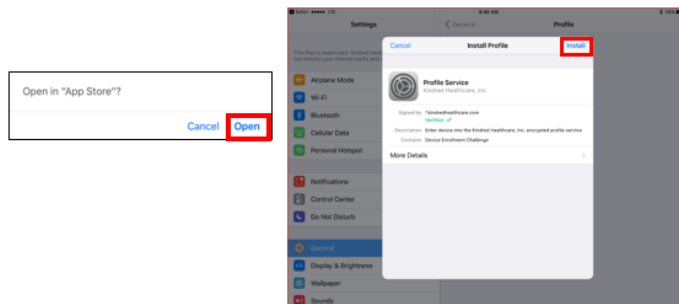 Open in "App Store"?
Cancel
Open
Settings
General
Profile
Airplane Mode
Wi-Fi
Bluetooth
Cellular Data
Personal Hotspot
Notifications
Control Center
Do Not Disturb
General
Display & Brightness
Wallpaper
Sounds
Cancel
Install Profile
Install
Profile Service
Kindred Healthcare, Inc.
Signed by *.kindredhealthcare.com
Verified ✓
Description Enter device into the Kindred Healthcare, Inc. encrypted profile service
Contains Device Enrollment Challenge
More Details